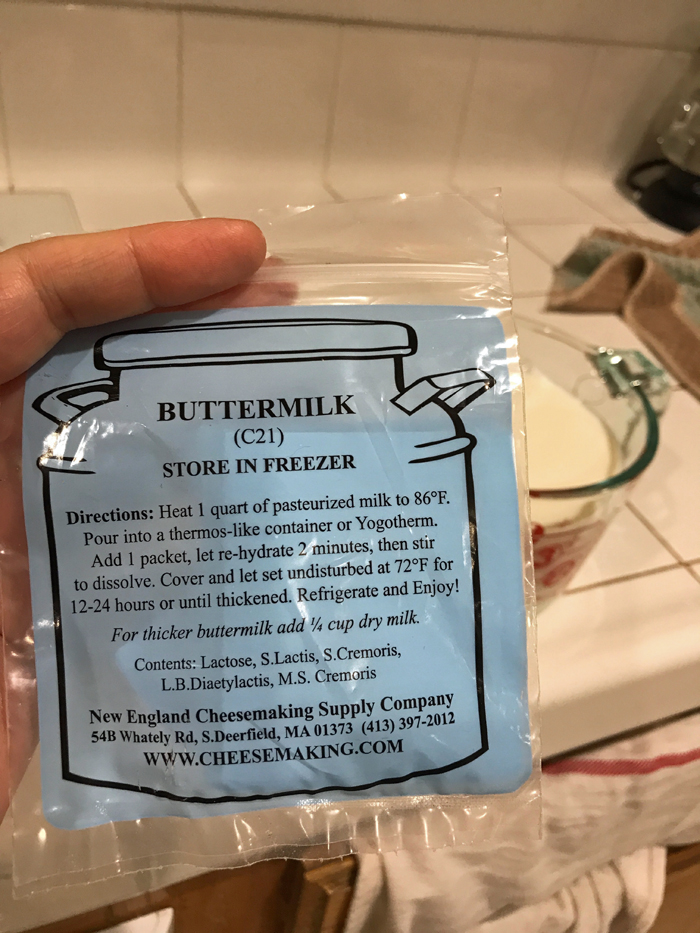 BUTTERMILK
(C21)
STORE IN FREEZER
Directions: Heat 1 quart of pasteurized milk to 86°F.
Pour into a thermos-like container or Yogotherm.
Add 1 packet, let re-hydrate 2 minutes, then stir
to dissolve. Cover and let set undisturbed at 72°F for
12-24 hours or until thickened. Refrigerate and Enjoy!
For thicker buttermilk add ¼ cup dry milk.
Contents: Lactose, S.Lactis, S.Cremoris,
L.B.Diaetylactis, M.S. Cremoris
New England Cheesemaking Supply Company
54B Whately Rd, S.Deerfield, MA 01373 (413) 397-2012
WWW.CHEESEMAKING.COM